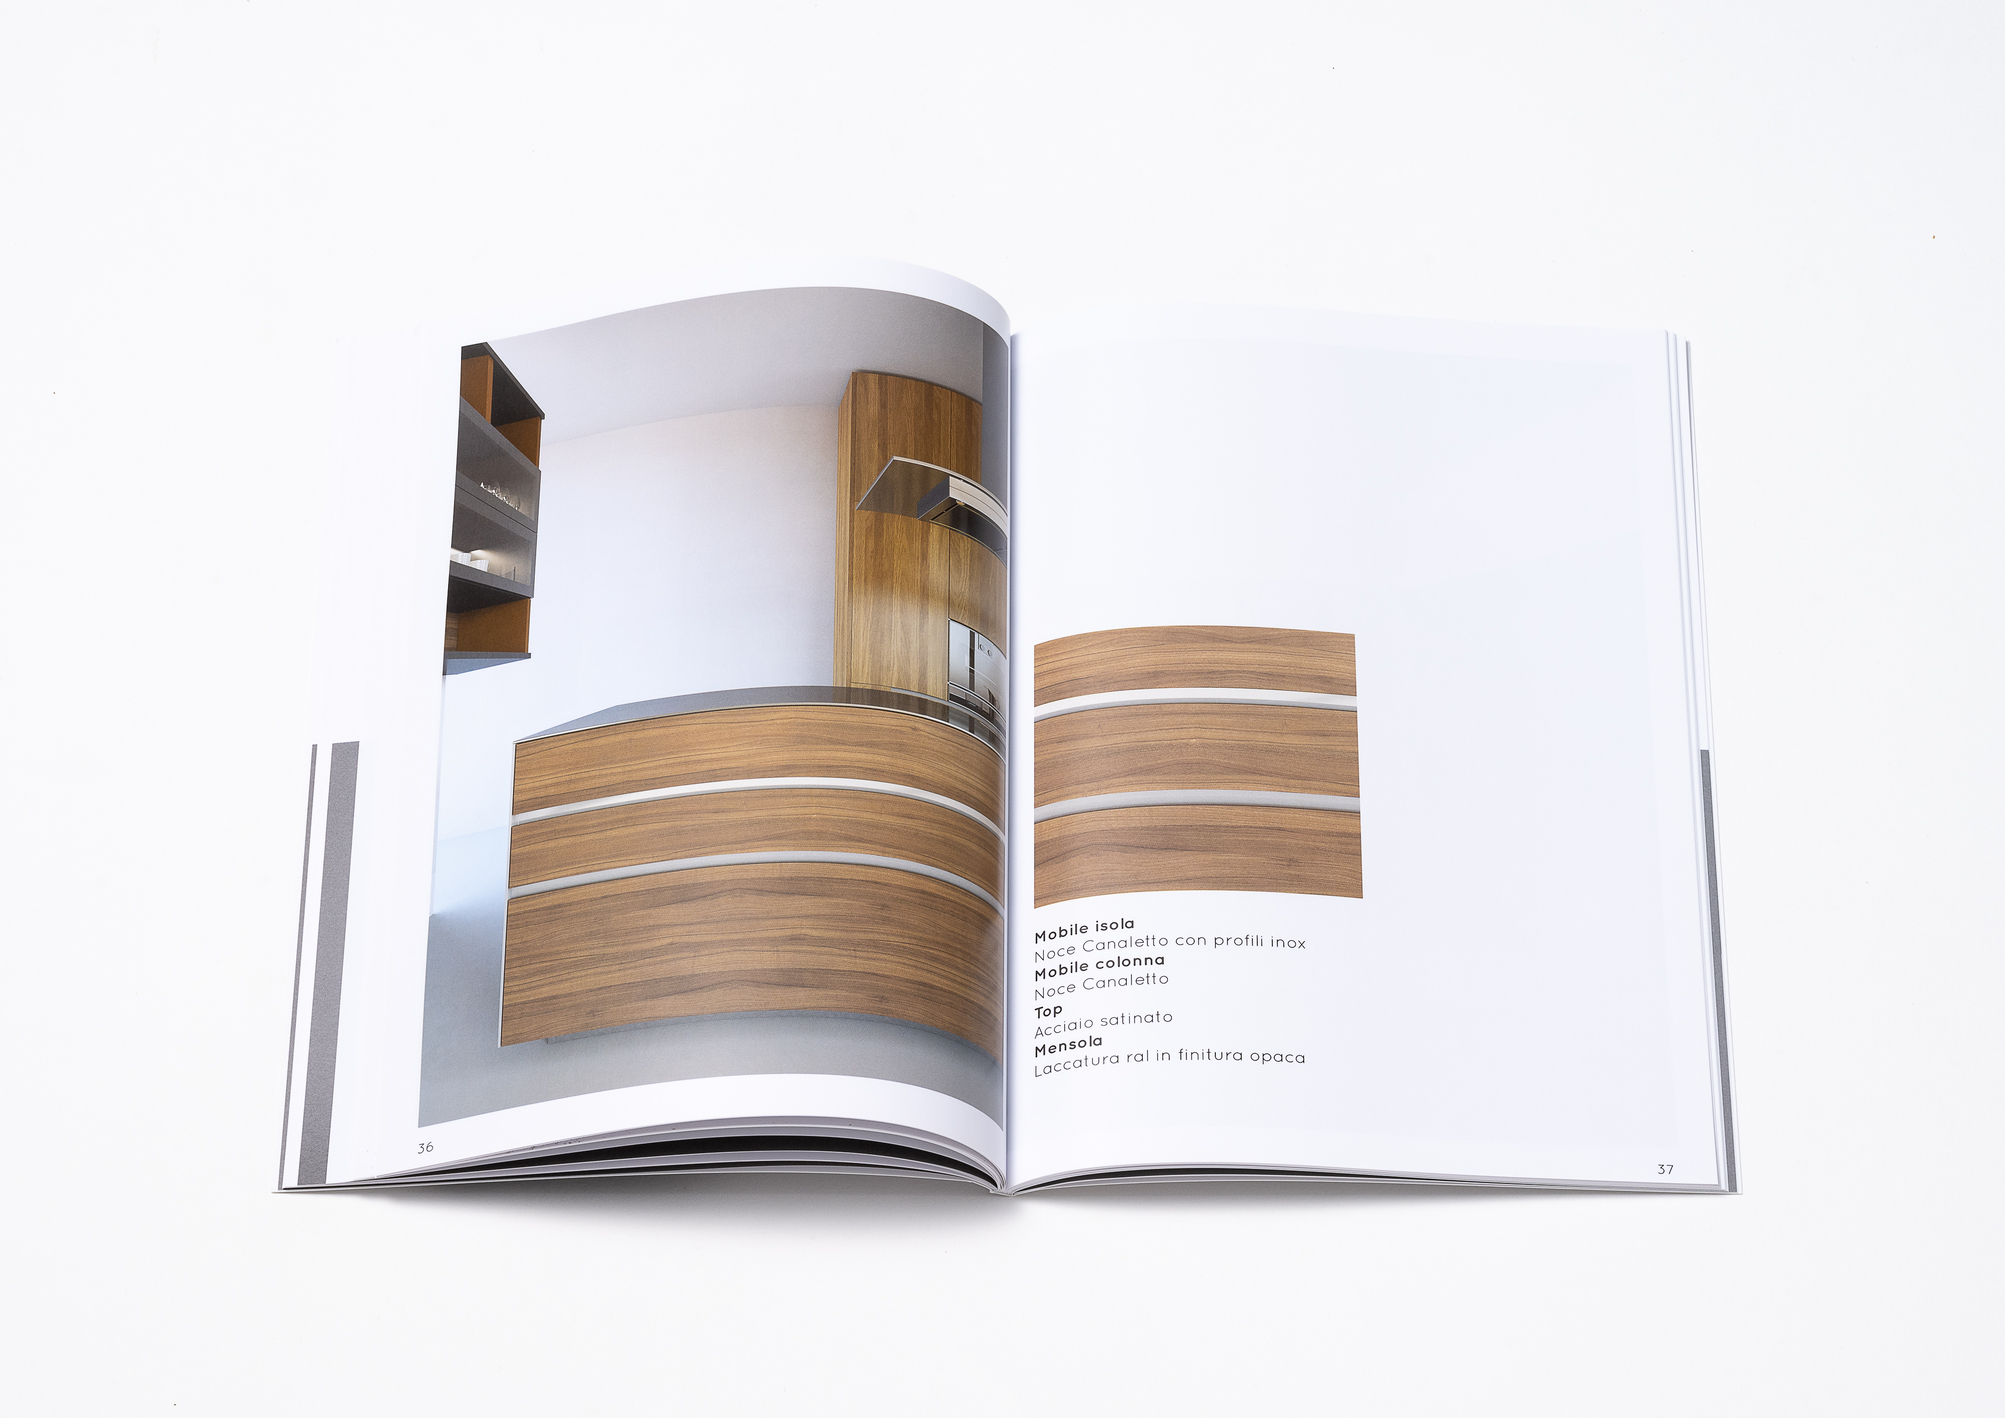 36
Mobile isola
Noce Canaletto con profili inox
Mobile colonna
Noce Canaletto
Top
Acciaio satinato
Mensola
Laccatura ral in finitura opaca
37